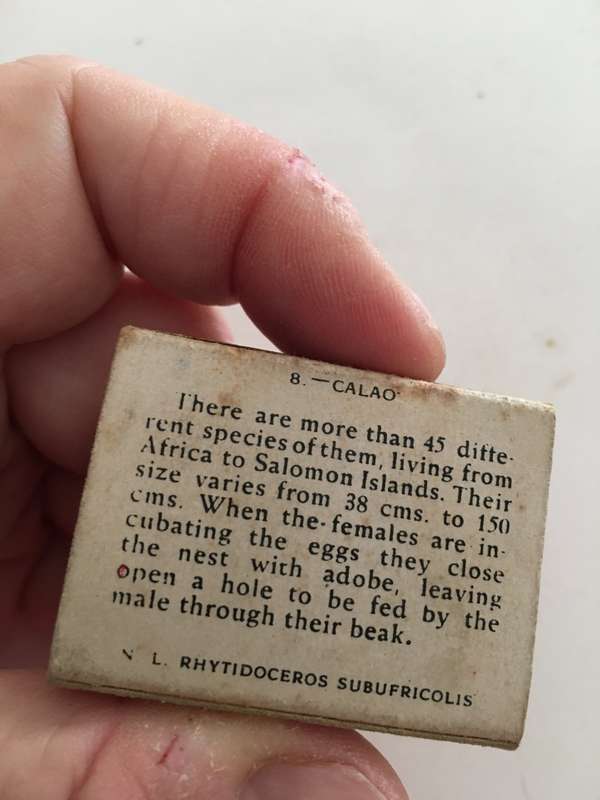 8.—CALAO
There are more than 45 diffe-
rent species of them, living from
Africa to Salomon Islands. Their
size varies from 38 cms. to 150
cms. When the females are in-
cubating the eggs they close
the nest with adobe, leaving
open a hole to be fed by the
male through their beak.
N. L. RHYTIDOCEROS SUBUFRICOLIS